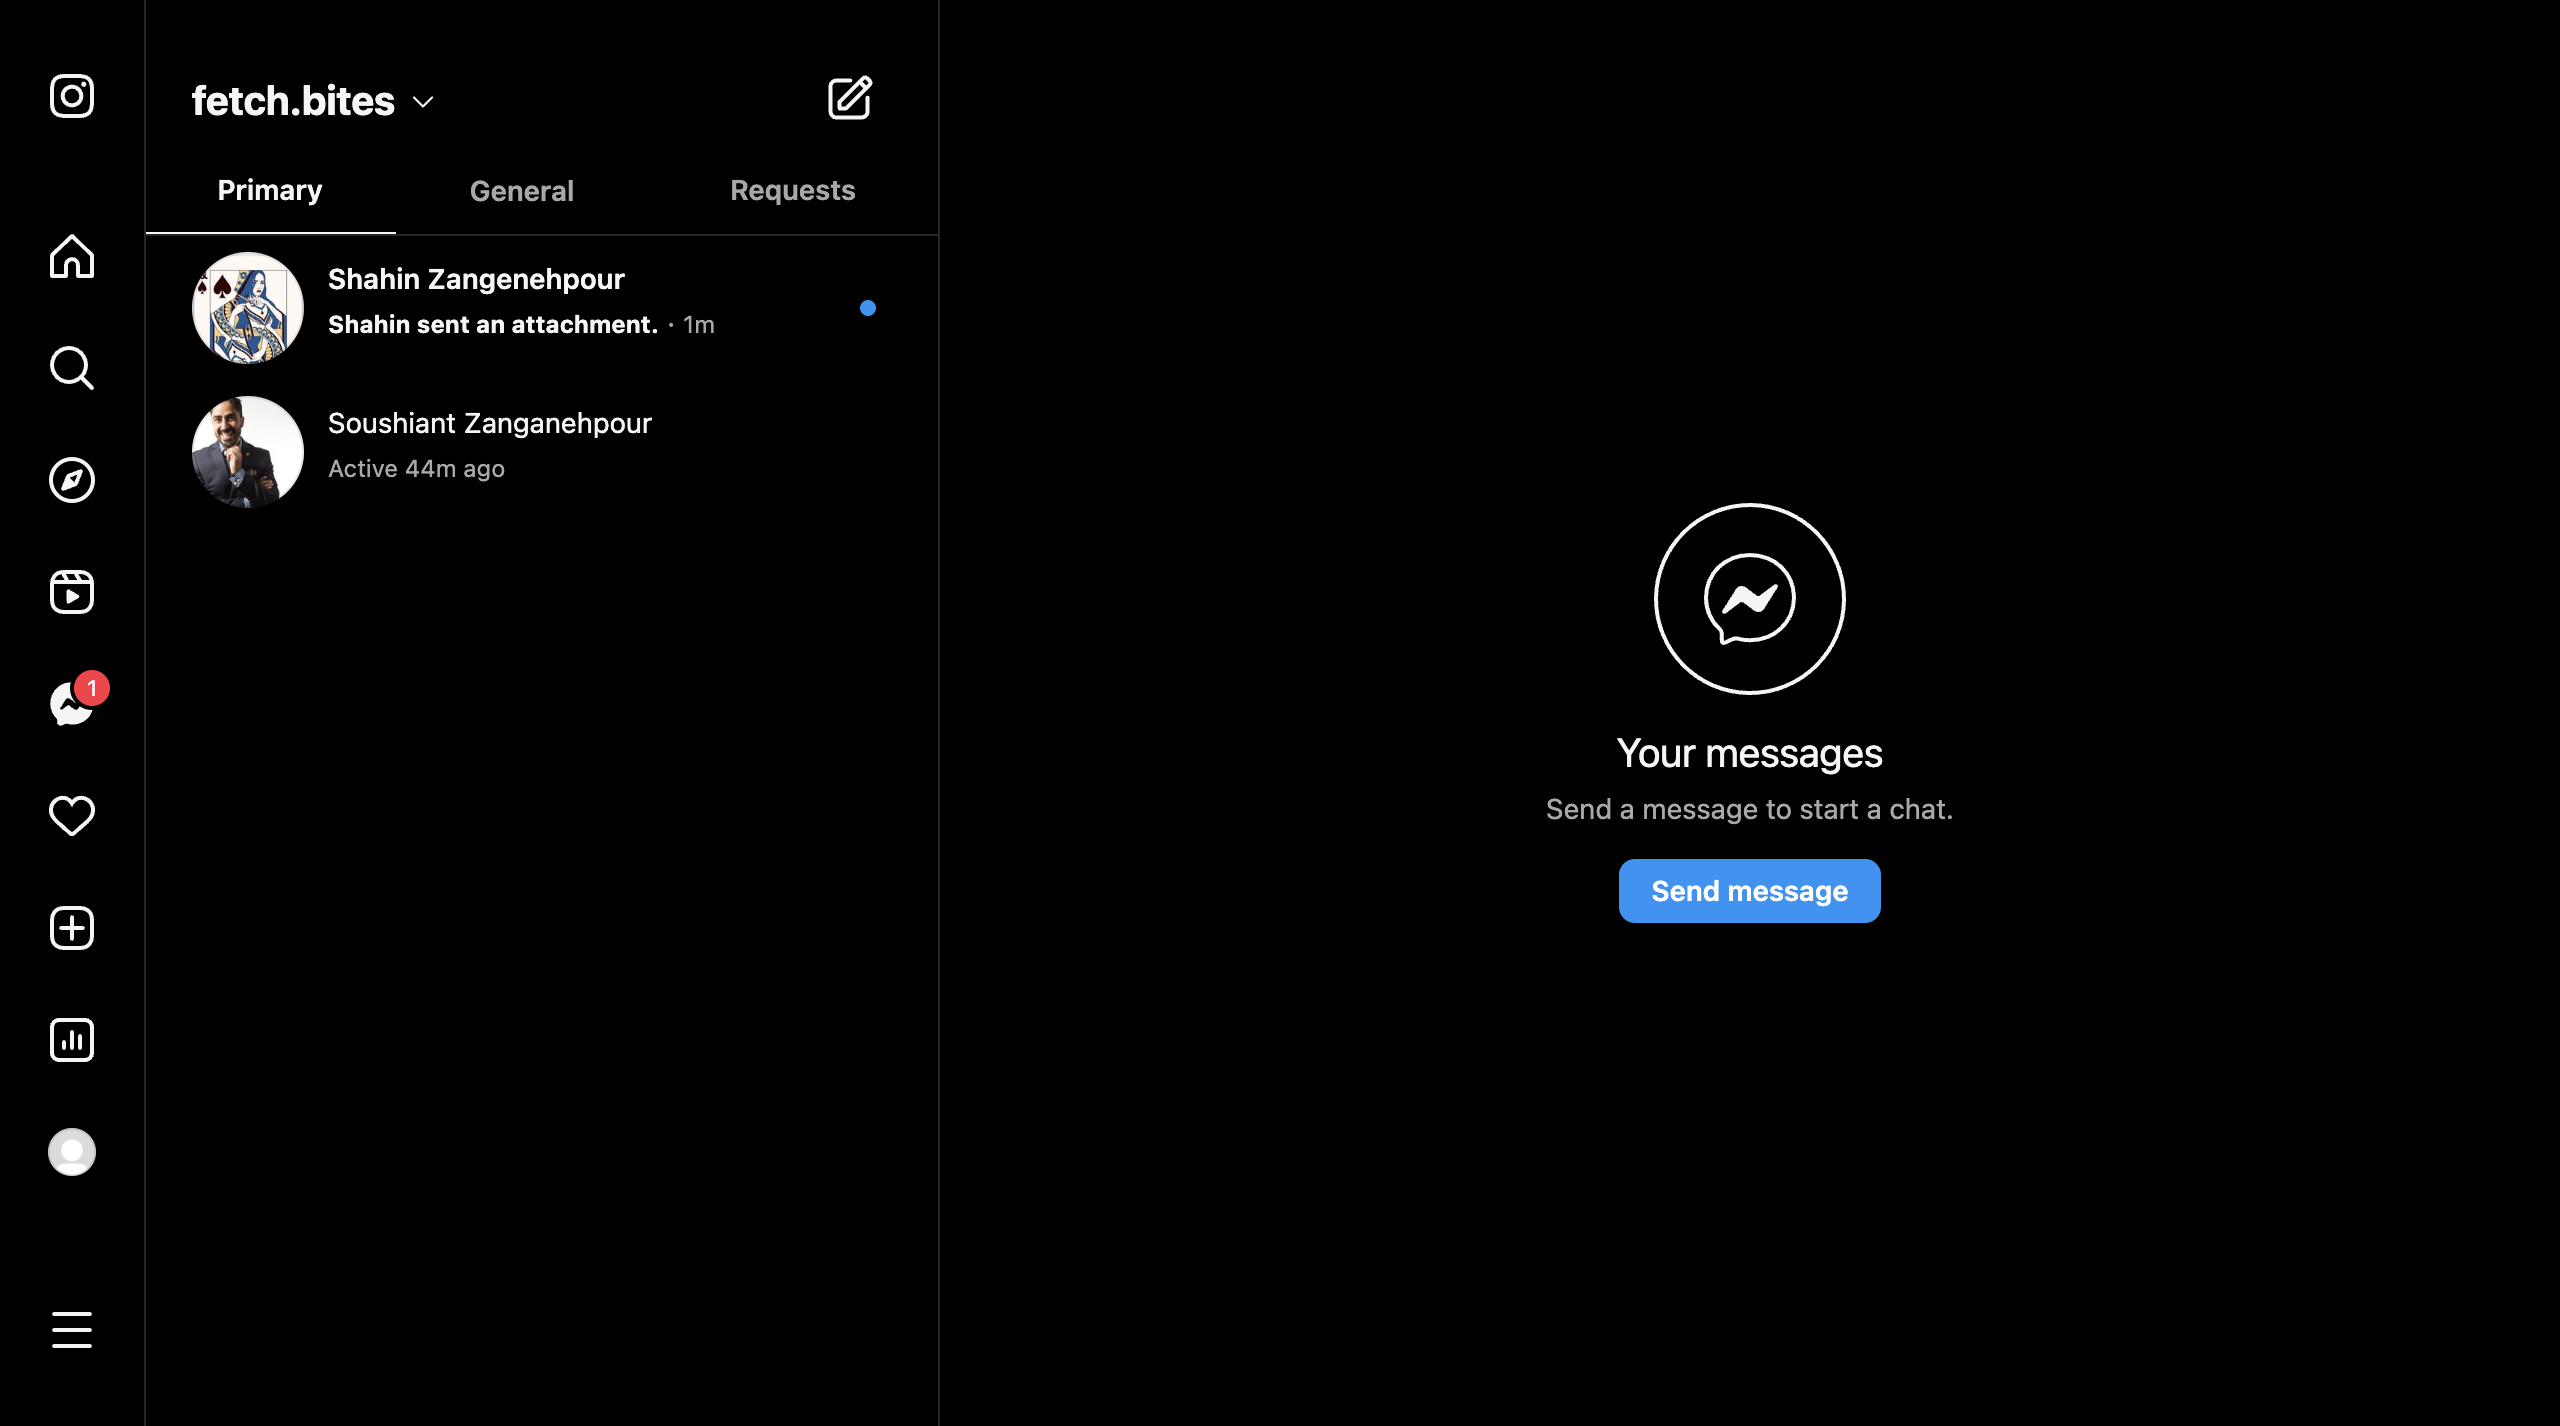 fetch.bites
Primary
General
Requests
Shahin Zangenehpour
Shahin sent an attachment. · 1m
Soushiant Zanganehpour
Active 44m ago
1
Your messages
Send a message to start a chat.
Send message